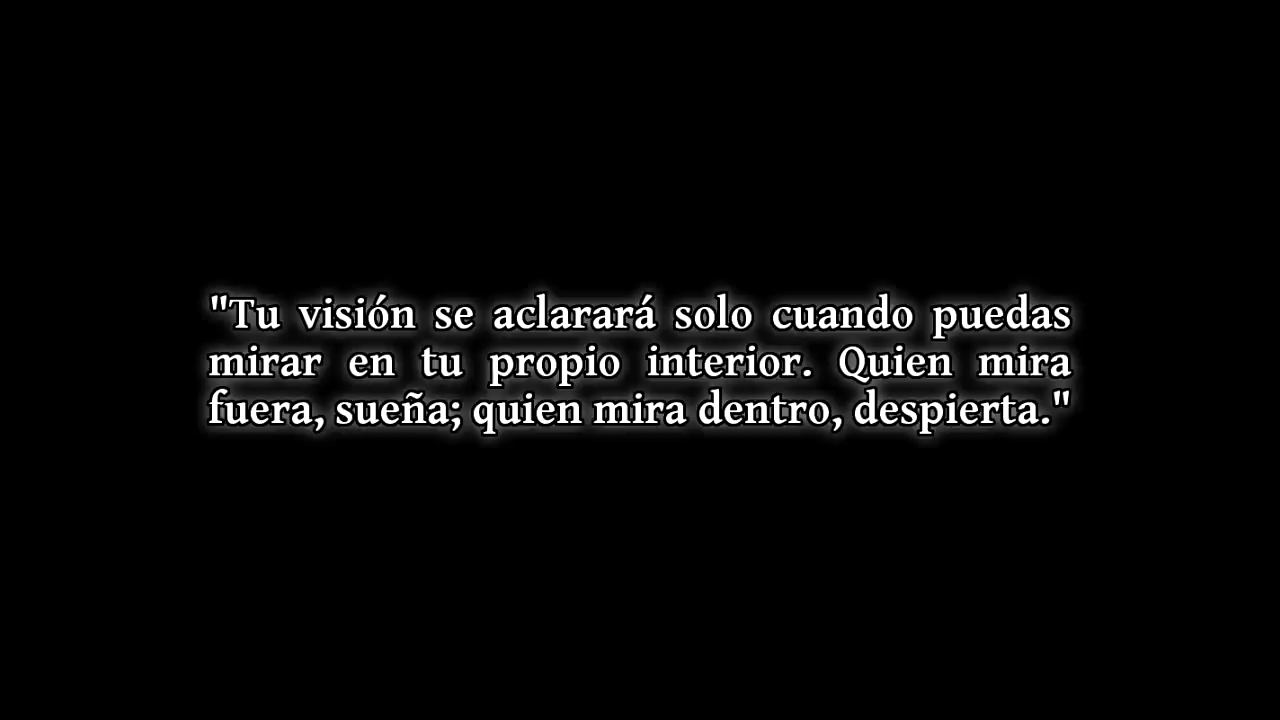 "Tu visión se aclarará solo cuando puedas
mirar en tu propio interior. Quien mira
fuera, sueña; quien mira dentro, despierta."